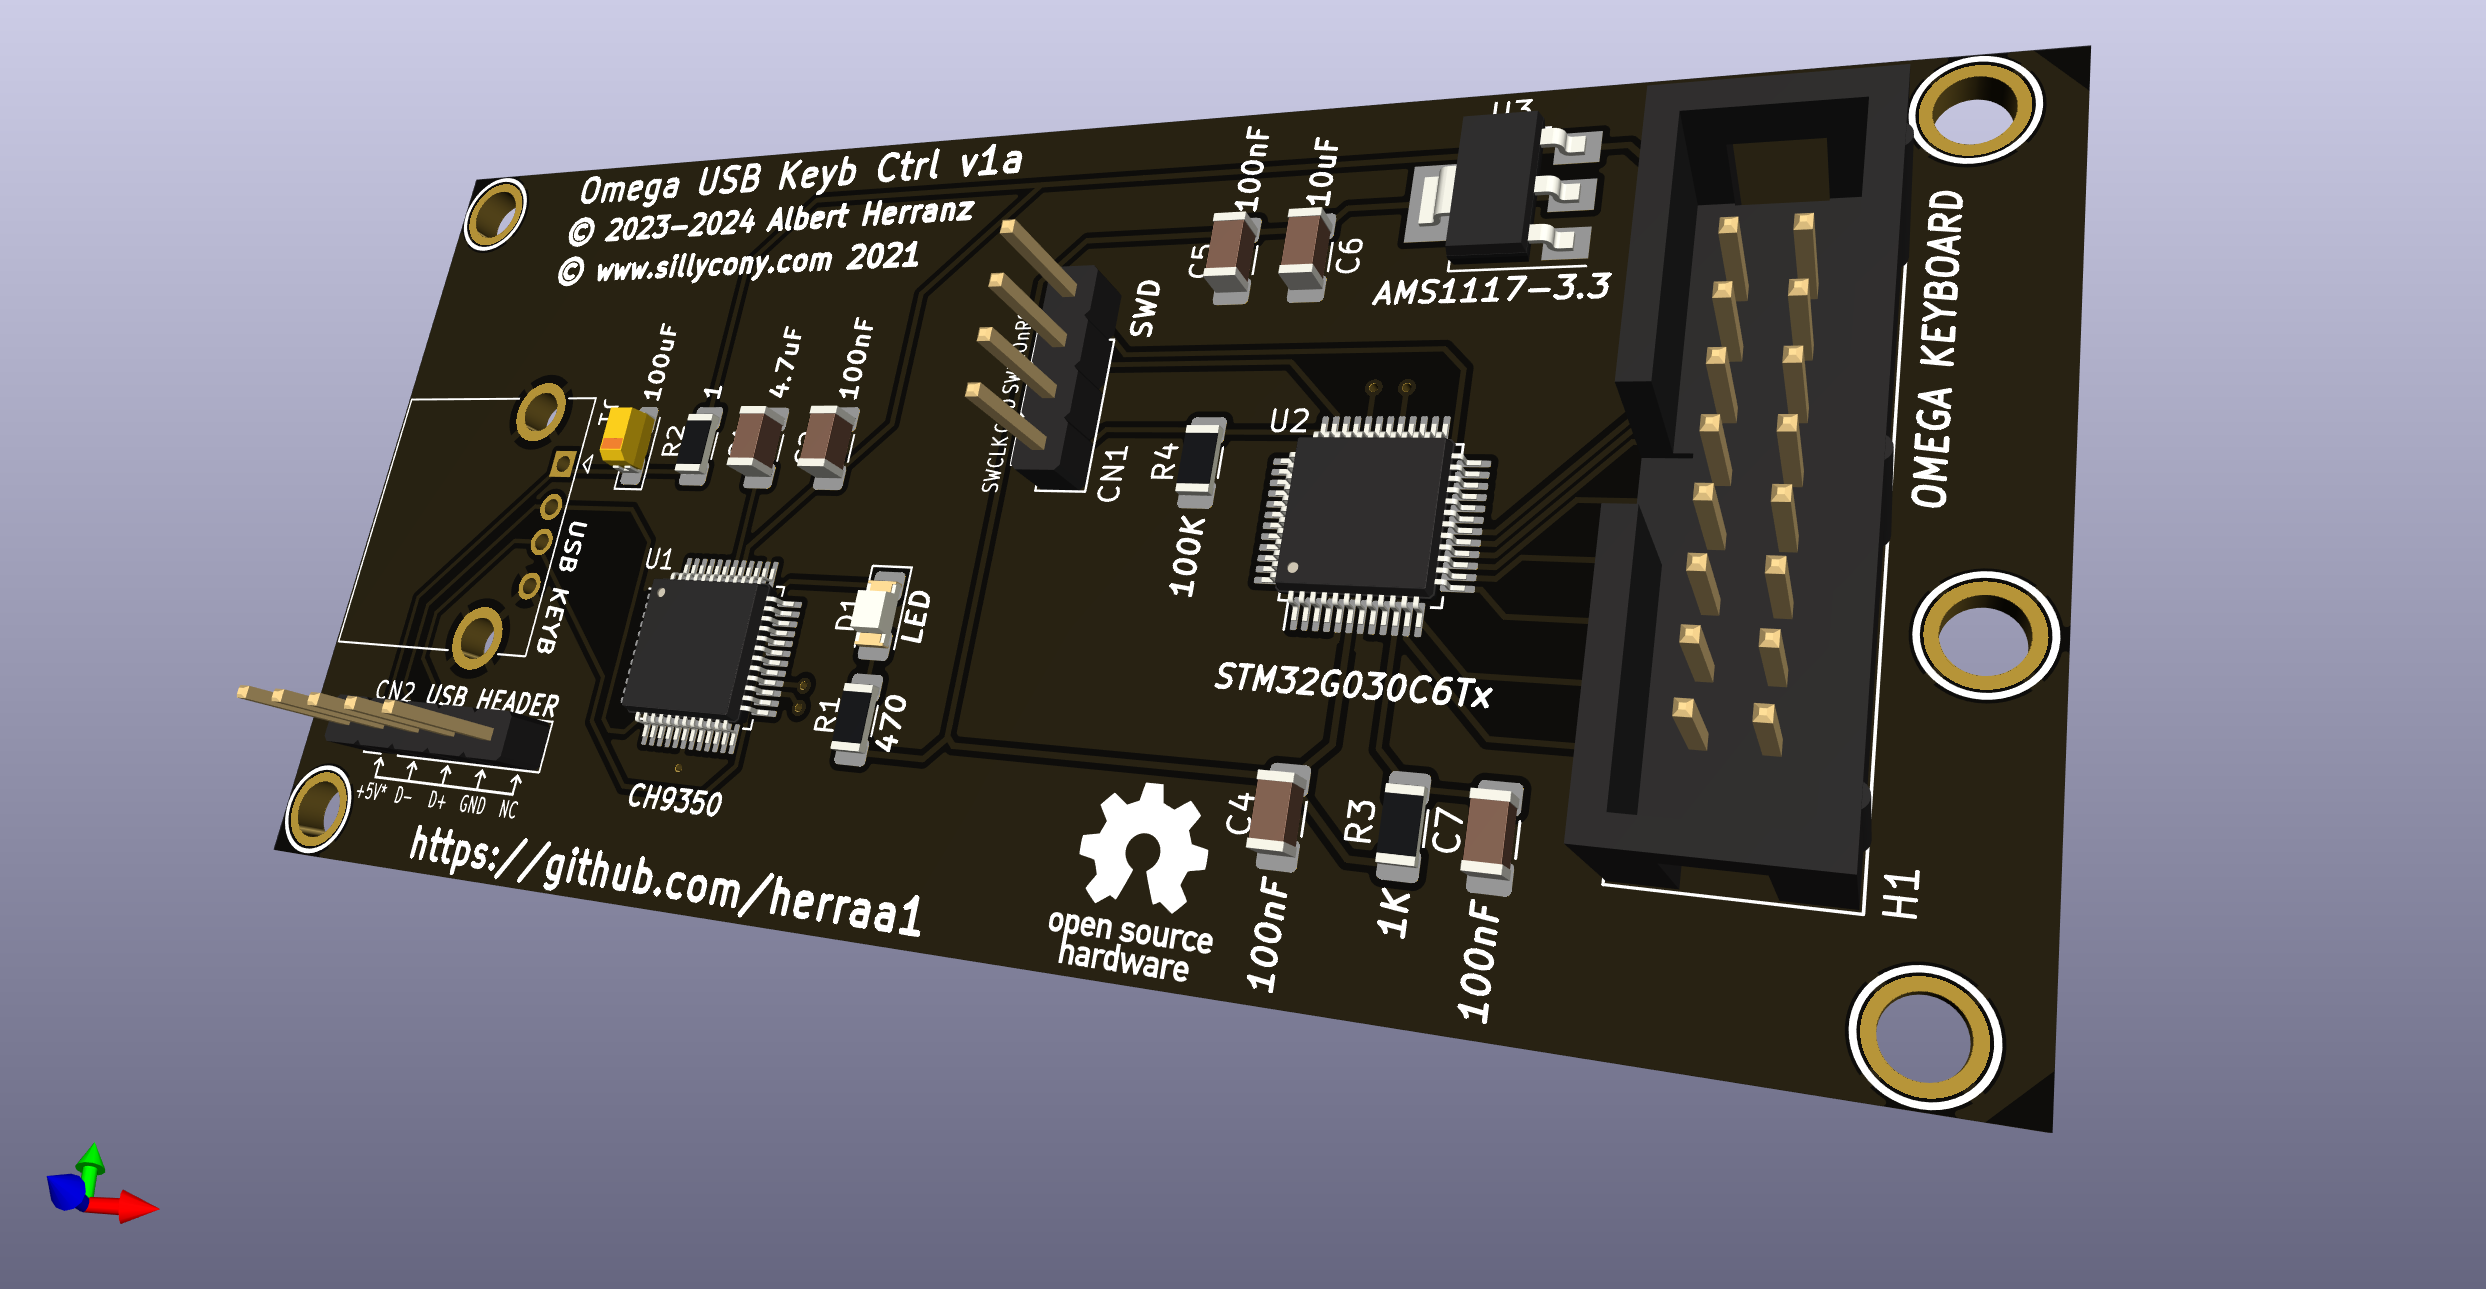 Omega USB Keyb Ctrl v1a
© 2023-2024 Albert Herranz
© www.sillycony.com 2021
100uF
1
4.7uF
100nF
R2
USB KEYB
CN2 USB HEADER
+5V* D- D+ GND NC
U1
CH9350
D1
LED
R1
470
https://github.com/herraa1
SWCLK
SWD
CN1
C5
100nF
10uF
C6
U3
AMS1117-3.3
R4
100K
U2
STM32G030C6Tx
open source
hardware
C4
100nF
R3
1K
C7
100nF
OMEGA KEYBOARD
H1